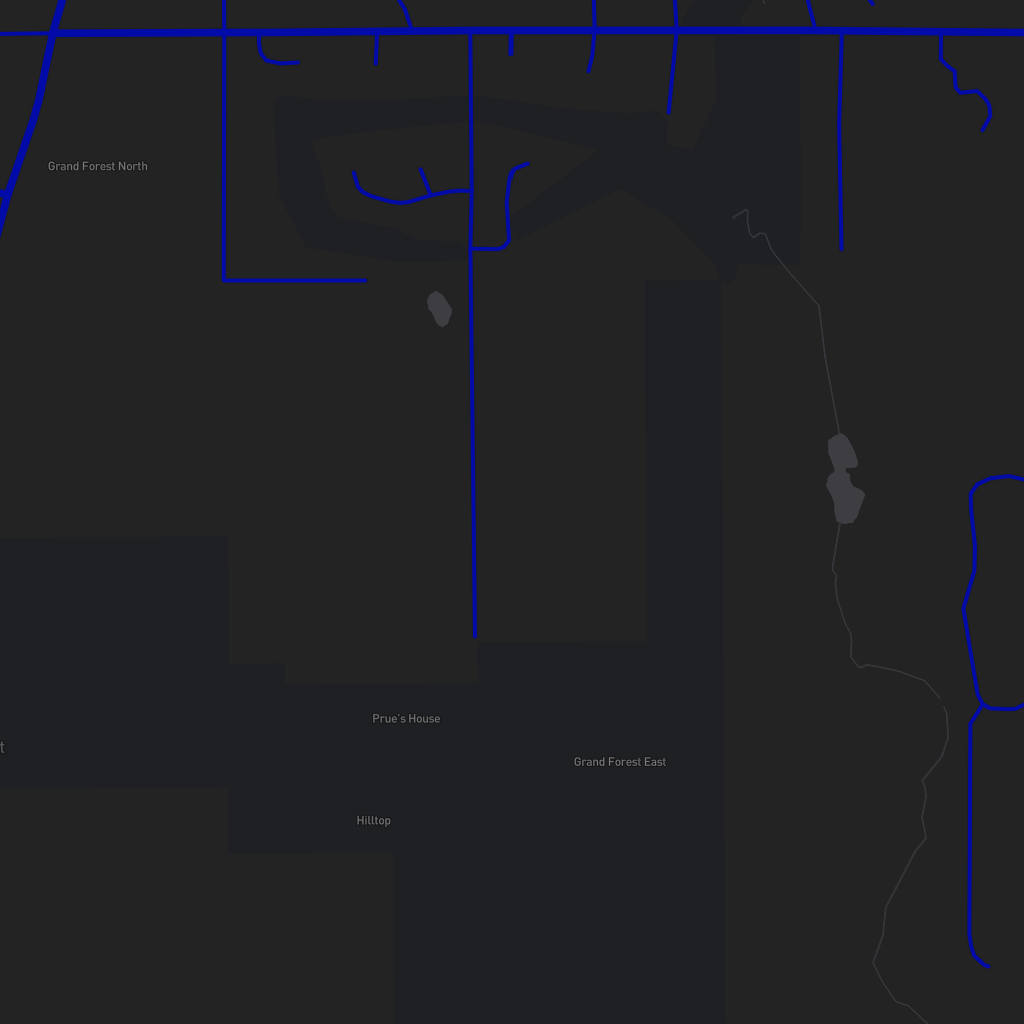 Grand Forest North
Prue's House
t
Grand Forest East
Hilltop